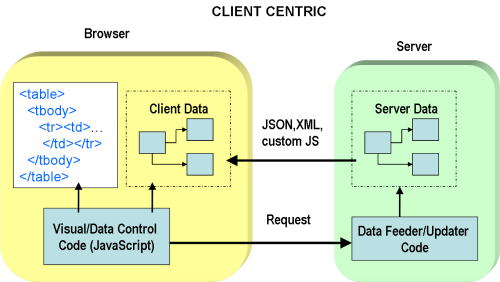 CLIENT CENTRIC
Browser
Server
<table>
<tbody>
<tr><td>...
</td></tr>
</tbody>
</table>
Client Data
JSON,XML,
custom JS
Server Data
Visual/Data Control
Code (JavaScript)
Request
Data Feeder/Updater
Code